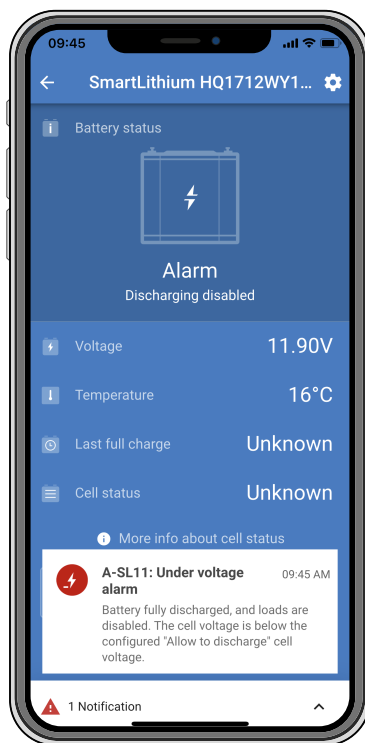 09:45
SmartLithium HQ1712WY1...
Battery status
Alarm
Discharging disabled
Voltage 11.90V
Temperature 16°C
Last full charge Unknown
Cell status Unknown
More info about cell status
A-SL11: Under voltage 09:45 AM
alarm
Battery fully discharged, and loads are
disabled. The cell voltage is below the
configured "Allow to discharge" cell
voltage.
1 Notification